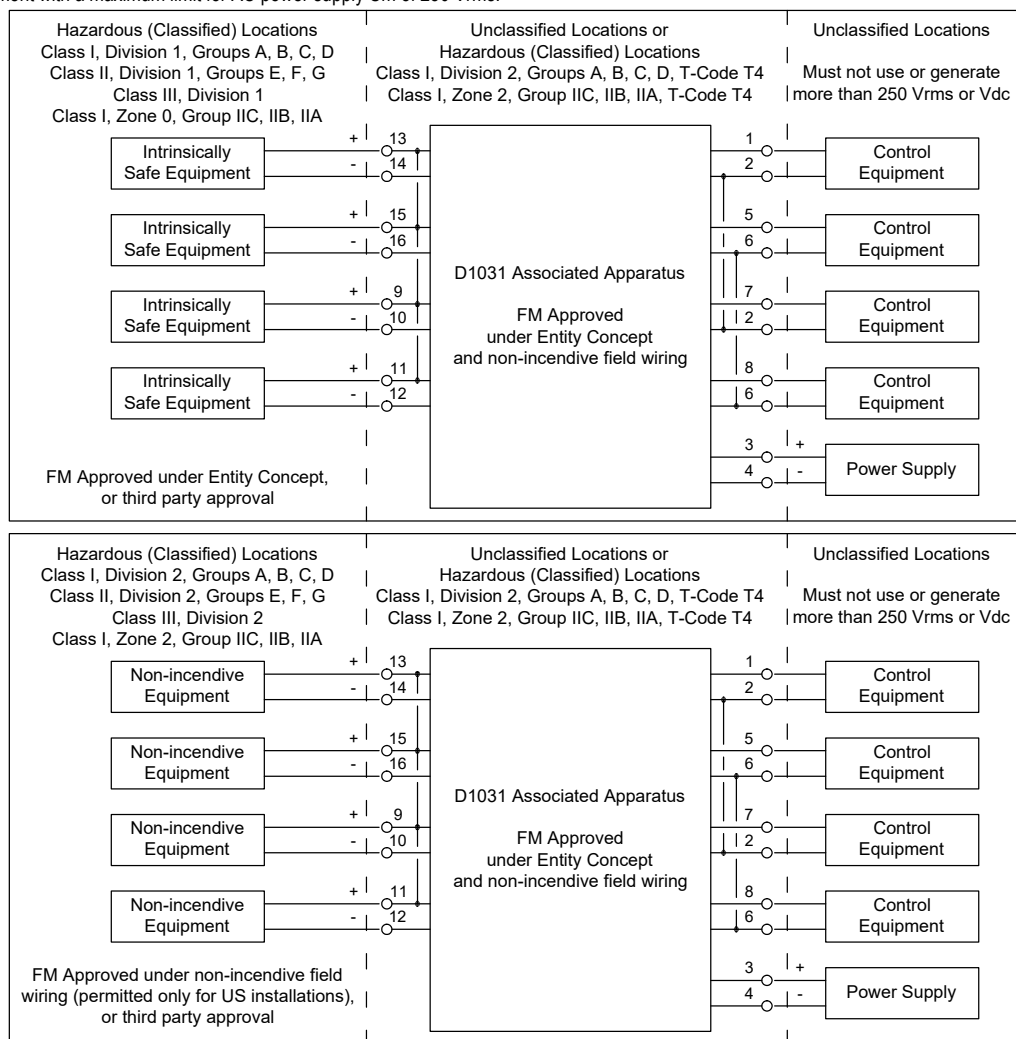 ment with a maximum limit for AC power supply Um of 250 Vrms.
Hazardous (Classified) Locations
Class I, Division 1, Groups A, B, C, D
Class II, Division 1, Groups E, F, G
Class III, Division 1
Class I, Zone 0, Group IIC, IIB, IIA
Unclassified Locations or
Hazardous (Classified) Locations
Class I, Division 2, Groups A, B, C, D, T-Code T4
Class I, Zone 2, Group IIC, IIB, IIA, T-Code T4
Unclassified Locations
Must not use or generate
more than 250 Vrms or Vdc
Intrinsically
Safe Equipment
+ 13
- 14
Intrinsically
Safe Equipment
+ 15
- 16
Intrinsically
Safe Equipment
+ 9
- 10
Intrinsically
Safe Equipment
+ 11
- 12
FM Approved under Entity Concept,
or third party approval
D1031 Associated Apparatus
FM Approved
under Entity Concept
and non-incendive field wiring
1
2
Control
Equipment
5
6
Control
Equipment
7
2
Control
Equipment
8
6
Control
Equipment
3 +
4 -
Power Supply
Hazardous (Classified) Locations
Class I, Division 2, Groups A, B, C, D
Class II, Division 2, Groups E, F, G
Class III, Division 2
Class I, Zone 2, Group IIC, IIB, IIA
Unclassified Locations or
Hazardous (Classified) Locations
Class I, Division 2, Groups A, B, C, D, T-Code T4
Class I, Zone 2, Group IIC, IIB, IIA, T-Code T4
Unclassified Locations
Must not use or generate
more than 250 Vrms or Vdc
Non-incendive
Equipment
+ 13
- 14
Non-incendive
Equipment
+ 15
- 16
Non-incendive
Equipment
+ 9
- 10
Non-incendive
Equipment
+ 11
- 12
FM Approved under non-incendive field
wiring (permitted only for US installations),
or third party approval
D1031 Associated Apparatus
FM Approved
under Entity Concept
and non-incendive field wiring
1
2
Control
Equipment
5
6
Control
Equipment
7
2
Control
Equipment
8
6
Control
Equipment
3 +
4 -
Power Supply